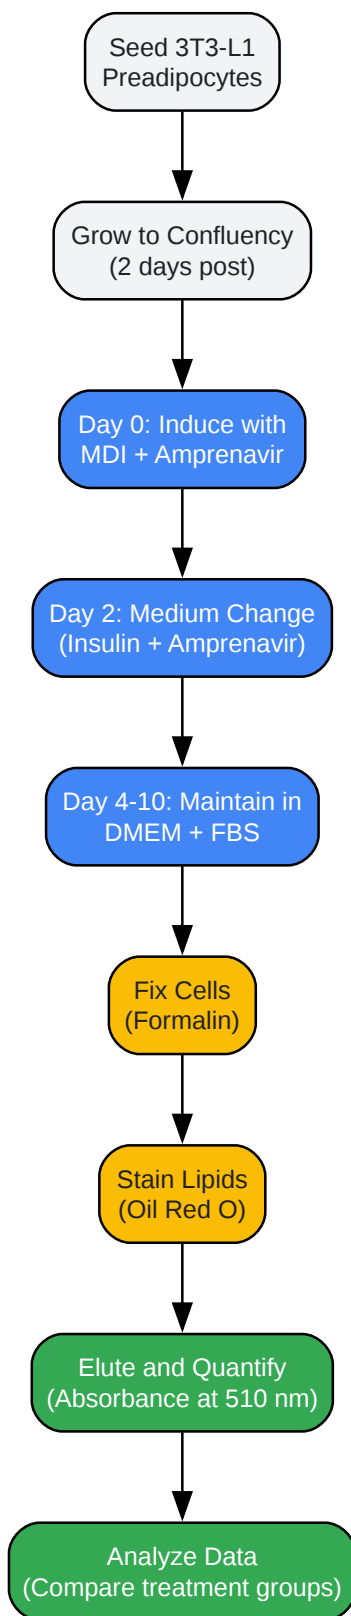 Seed 3T3-L1
Preadipocytes
Grow to Confluency
(2 days post)
Day 0: Induce with
MDI + Amprenavir
Day 2: Medium Change
(Insulin + Amprenavir)
Day 4-10: Maintain in
DMEM + FBS
Fix Cells
(Formalin)
Stain Lipids
(Oil Red O)
Elute and Quantify
(Absorbance at 510 nm)
Analyze Data
(Compare treatment groups)